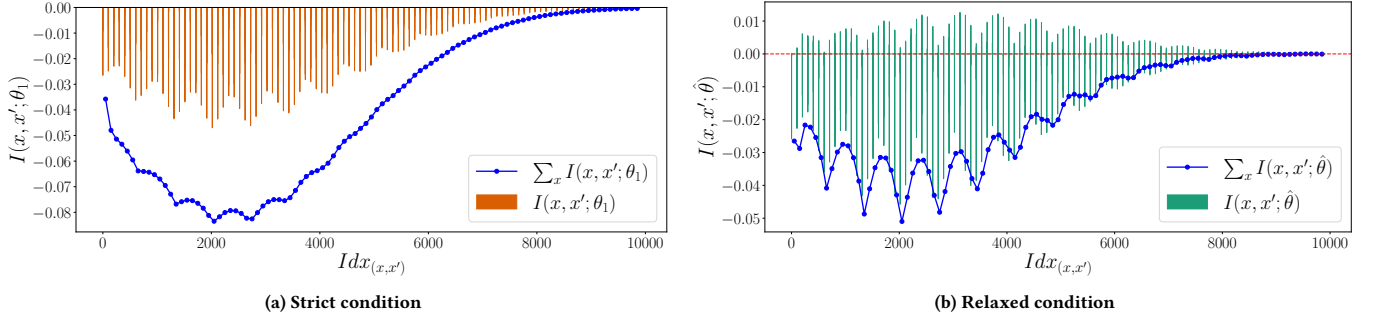 0.00
−0.01
−0.02
−0.03
−0.04
−0.05
−0.06
−0.07
−0.08
I(x, x′; θ₁)
∑ₓ I(x, x′; θ₁)
I(x, x′; θ₁)
0 2000 4000 6000 8000 10000
Idx₍ₓ,ₓ′₎
(a) Strict condition
0.01
0.00
−0.01
−0.02
−0.03
−0.04
−0.05
I(x, x′; θ̂)
∑ₓ I(x, x′; θ̂)
I(x, x′; θ̂)
0 2000 4000 6000 8000 10000
Idx₍ₓ,ₓ′₎
(b) Relaxed condition